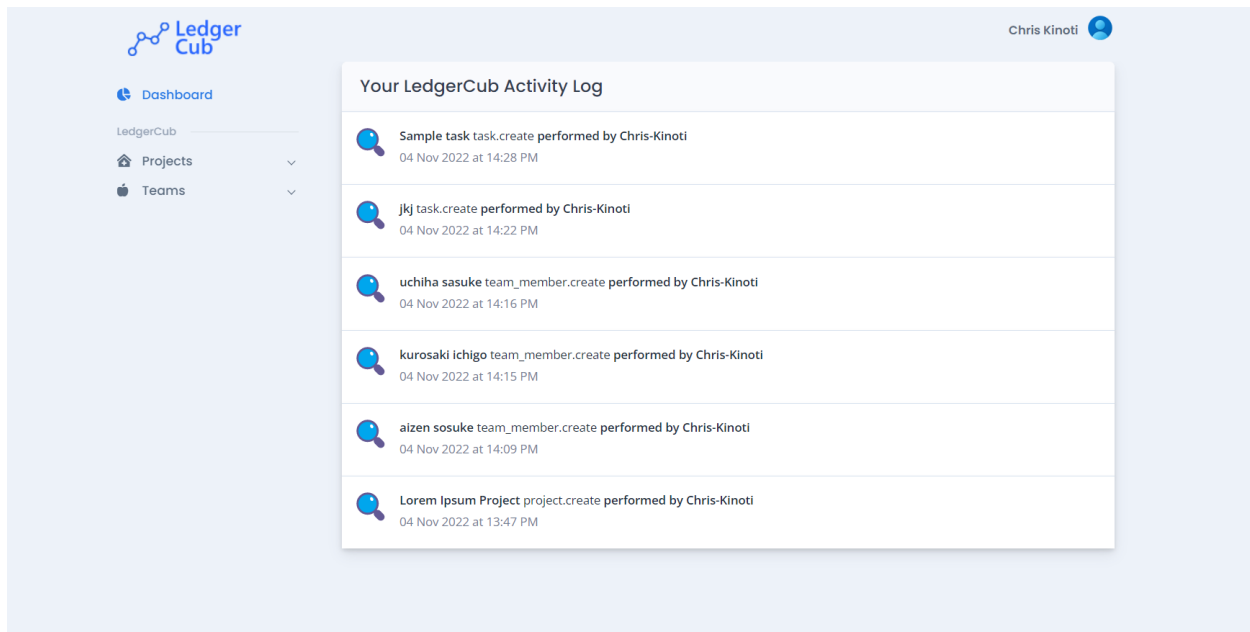 Ledger
Cub
Chris Kinoti
Dashboard
LedgerCub
Projects
Teams
Your LedgerCub Activity Log
Sample task task.create performed by Chris-Kinoti
04 Nov 2022 at 14:28 PM
jkj task.create performed by Chris-Kinoti
04 Nov 2022 at 14:22 PM
uchiha sasuke team_member.create performed by Chris-Kinoti
04 Nov 2022 at 14:16 PM
kurosaki ichigo team_member.create performed by Chris-Kinoti
04 Nov 2022 at 14:15 PM
aizen sosuke team_member.create performed by Chris-Kinoti
04 Nov 2022 at 14:09 PM
Lorem Ipsum Project project.create performed by Chris-Kinoti
04 Nov 2022 at 13:47 PM